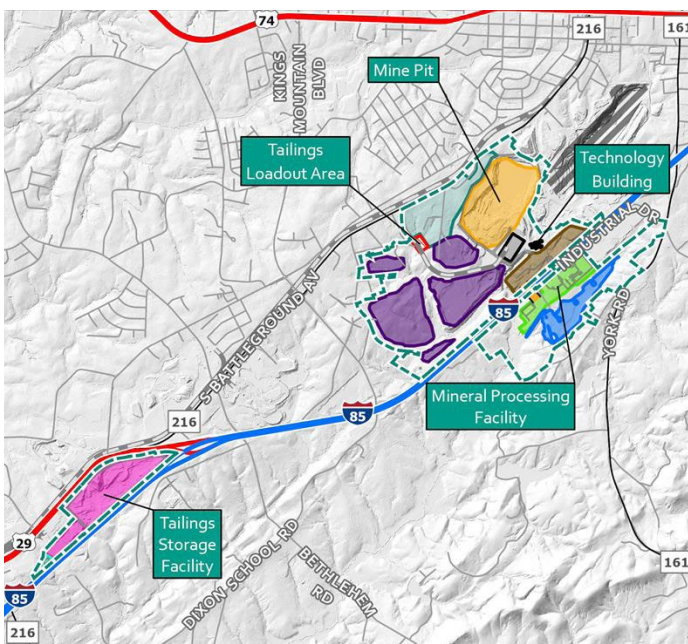 74
216
161
KINGS
MOUNTAIN
BLVD
Mine Pit
Tailings
Loadout Area
Technology
Building
INDUSTRIAL DR
S BATTLEGROUND AV
85
YORK RD
Mineral Processing
Facility
85
216
Tailings
Storage
Facility
29
DIXON SCHOOL RD
BETHLEHEM
RD
161
85
216